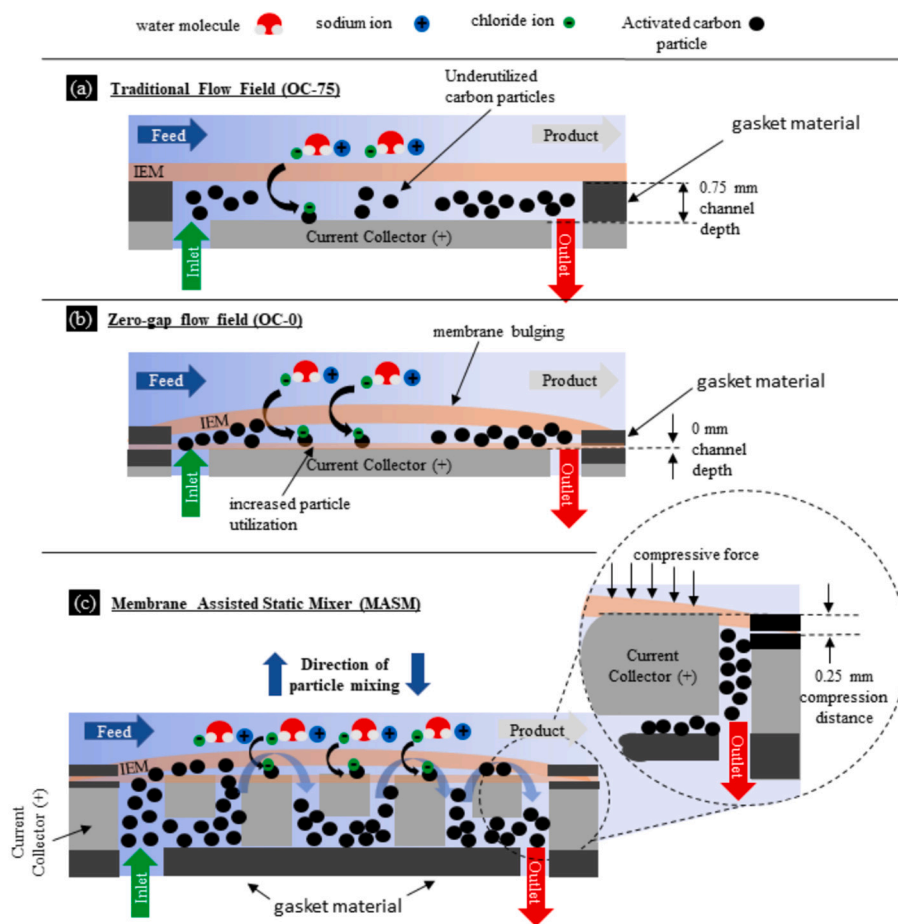 water molecule
sodium ion
+
chloride ion
-
Activated carbon
particle
(a) Traditional Flow Field (OC-75)
Underutilized
carbon particles
gasket material
Feed
Product
IEM
0.75 mm
channel
depth
Current Collector (+)
Inlet
Outlet
(b) Zero-gap flow field (OC-0)
membrane bulging
gasket material
Feed
Product
IEM
0 mm
channel
depth
Current Collector (+)
Inlet
Outlet
increased particle
utilization
(c) Membrane Assisted Static Mixer (MASM)
compressive force
Current
Collector (+)
0.25 mm
compression
distance
Outlet
Direction of
particle mixing
Feed
Product
IEM
Current
Collector (+)
Inlet
Outlet
gasket material